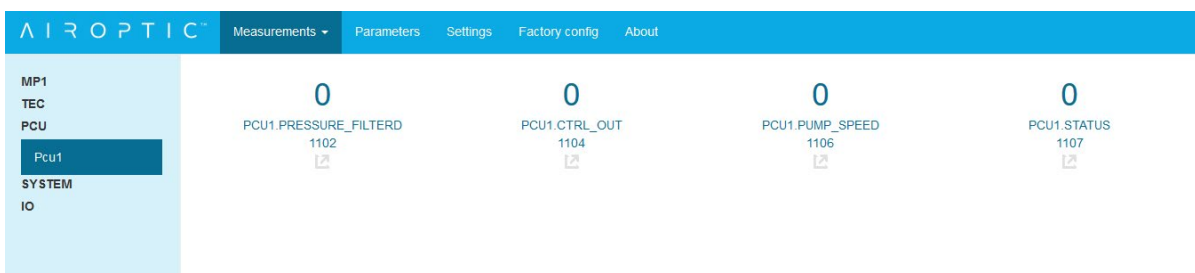 AIROPTIC™ Measurements Parameters Settings Factory config About
MP1
TEC
PCU
Pcu1
SYSTEM
IO
0 0 0 0
PCU1.PRESSURE_FILTERD PCU1.CTRL_OUT PCU1.PUMP_SPEED PCU1.STATUS
1102 1104 1106 1107